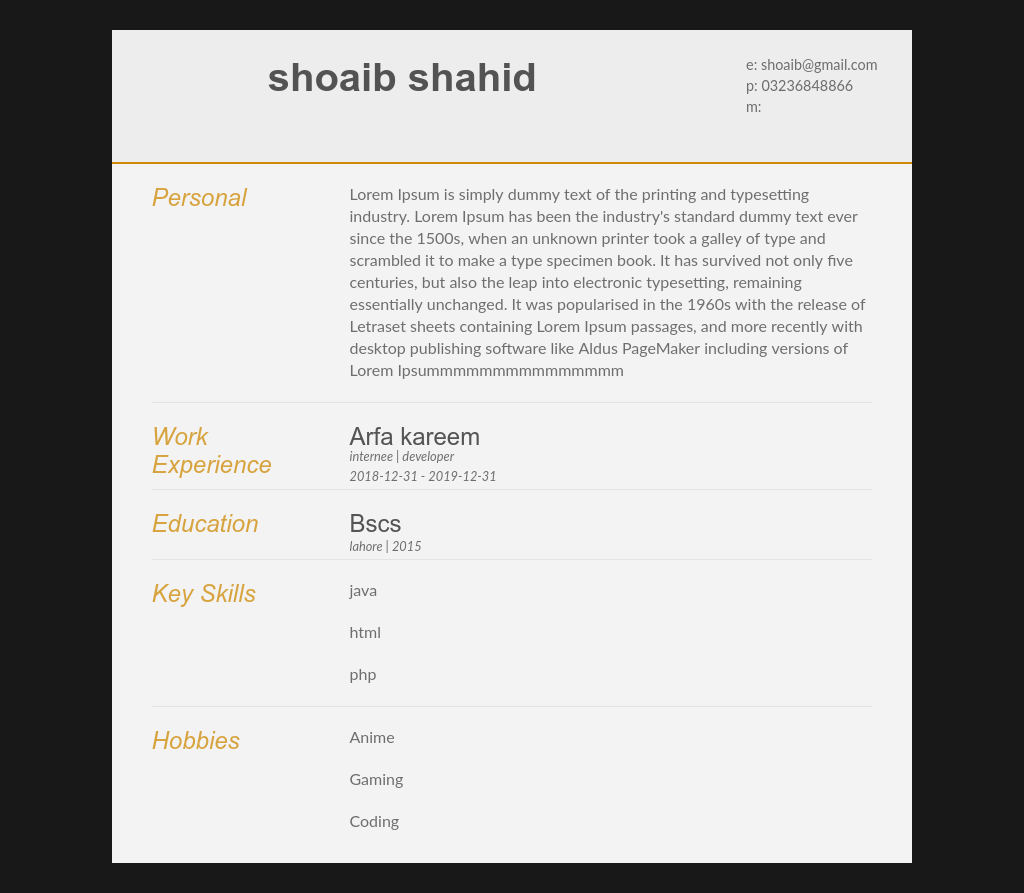 shoaib shahid
e: shoaib@gmail.com
p: 03236848866
m:
Personal
Lorem Ipsum is simply dummy text of the printing and typesetting
industry. Lorem Ipsum has been the industry's standard dummy text ever
since the 1500s, when an unknown printer took a galley of type and
scrambled it to make a type specimen book. It has survived not only five
centuries, but also the leap into electronic typesetting, remaining
essentially unchanged. It was popularised in the 1960s with the release of
Letraset sheets containing Lorem Ipsum passages, and more recently with
desktop publishing software like Aldus PageMaker including versions of
Lorem Ipsummmmmmmmmmmmmmm
Work
Experience
Arfa kareem
internee | developer
2018-12-31 - 2019-12-31
Education
Bscs
lahore | 2015
Key Skills
java
html
php
Hobbies
Anime
Gaming
Coding